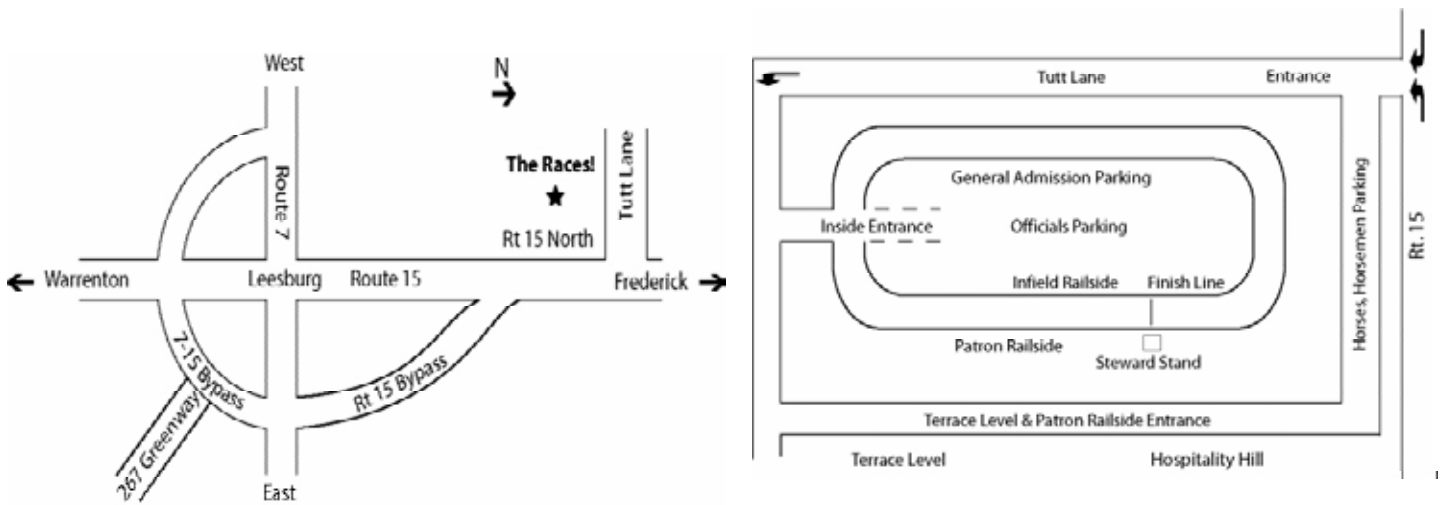 West
N
The Races!
Tutt Lane
Route 7
Rt 15 North
Warrenton
Leesburg
Route 15
Frederick
7-15 Bypass
Rt 15 Bypass
267 Greenway
East
Tutt Lane
Entrance
General Admission Parking
Inside Entrance
Officials Parking
Horses, Horsemen Parking
Rt. 15
Infield Railside
Finish Line
Patron Railside
Steward Stand
Terrace Level & Patron Railside Entrance
Terrace Level
Hospitality Hill